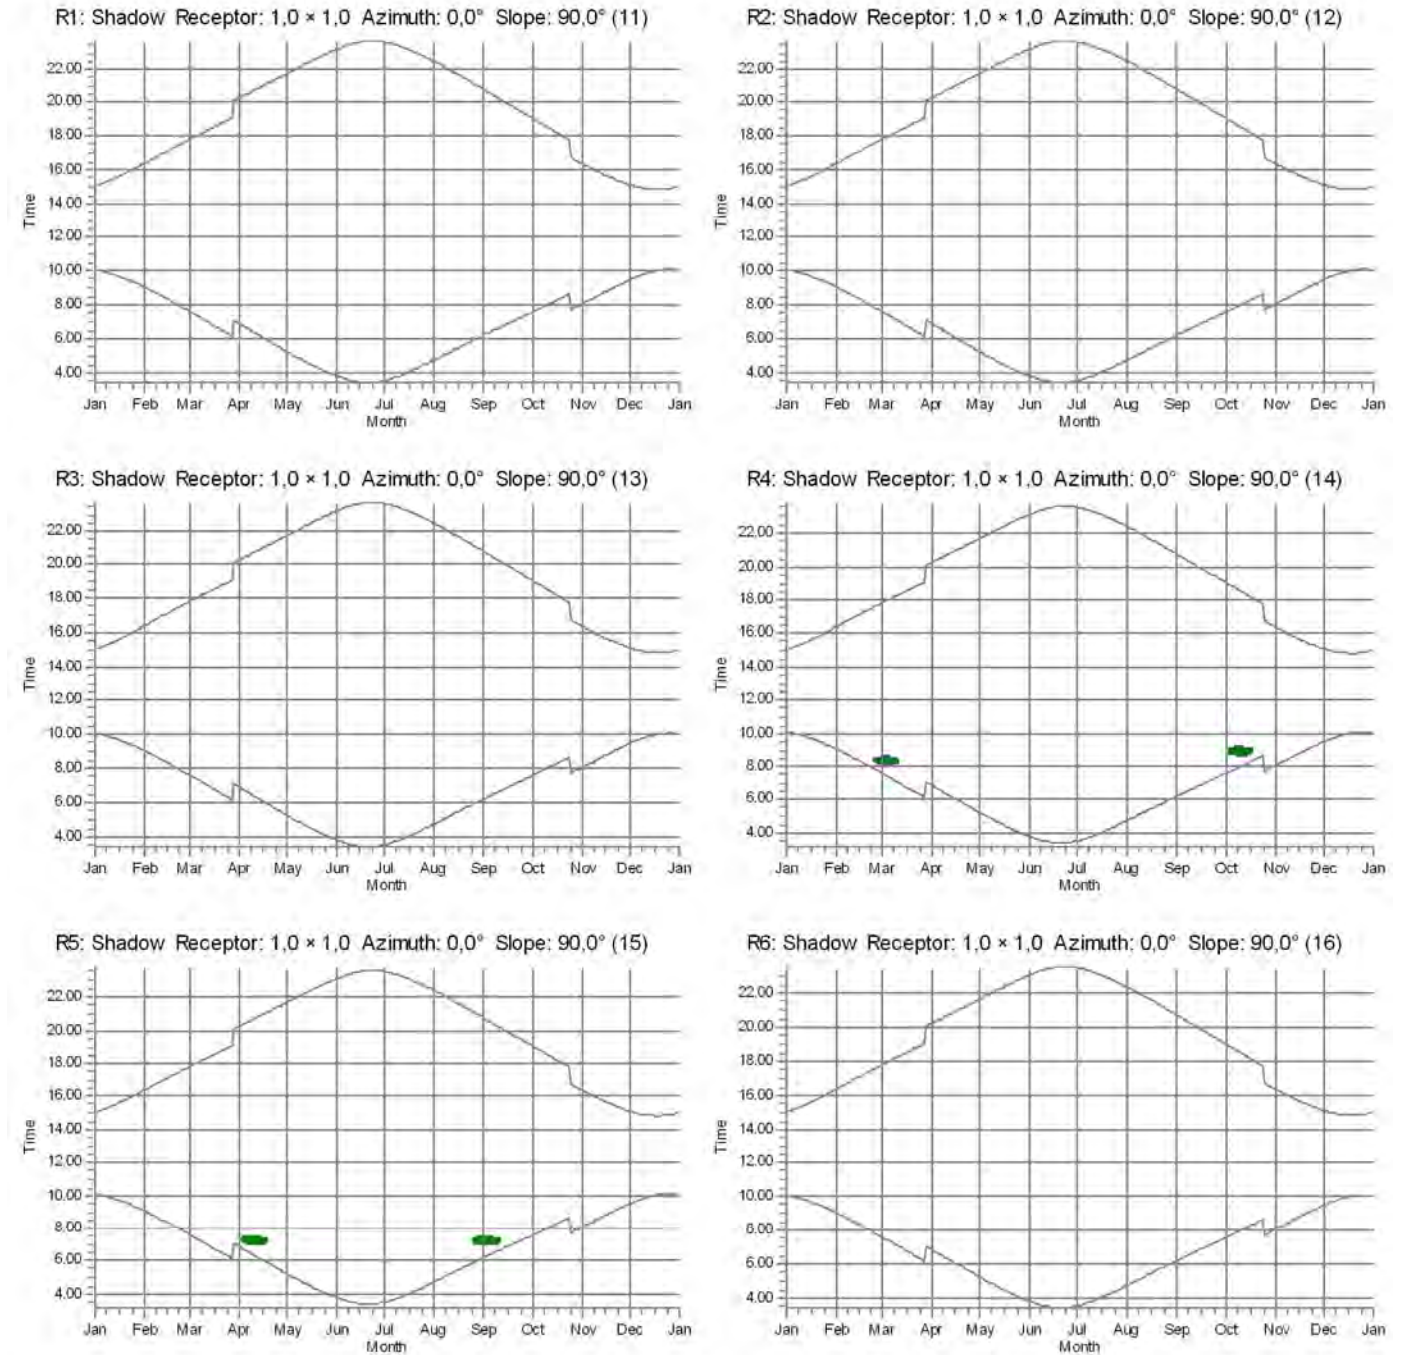 R1: Shadow Receptor: 1,0 × 1,0 Azimuth: 0,0° Slope: 90,0° (11)
22.00
20.00
18.00
16.00
14.00
12.00
10.00
8.00
6.00
4.00
Time
Jan Feb Mar Apr May Jun Jul Aug Sep Oct Nov Dec Jan
Month
R2: Shadow Receptor: 1,0 × 1,0 Azimuth: 0,0° Slope: 90,0° (12)
22.00
20.00
18.00
16.00
14.00
12.00
10.00
8.00
6.00
4.00
Time
Jan Feb Mar Apr May Jun Jul Aug Sep Oct Nov Dec Jan
Month
R3: Shadow Receptor: 1,0 × 1,0 Azimuth: 0,0° Slope: 90,0° (13)
22.00
20.00
18.00
16.00
14.00
12.00
10.00
8.00
6.00
4.00
Time
Jan Feb Mar Apr May Jun Jul Aug Sep Oct Nov Dec Jan
Month
R4: Shadow Receptor: 1,0 × 1,0 Azimuth: 0,0° Slope: 90,0° (14)
22.00
20.00
18.00
16.00
14.00
12.00
10.00
8.00
6.00
4.00
Time
Jan Feb Mar Apr May Jun Jul Aug Sep Oct Nov Dec Jan
Month
R5: Shadow Receptor: 1,0 × 1,0 Azimuth: 0,0° Slope: 90,0° (15)
22.00
20.00
18.00
16.00
14.00
12.00
10.00
8.00
6.00
4.00
Time
Jan Feb Mar Apr May Jun Jul Aug Sep Oct Nov Dec Jan
Month
R6: Shadow Receptor: 1,0 × 1,0 Azimuth: 0,0° Slope: 90,0° (16)
22.00
20.00
18.00
16.00
14.00
12.00
10.00
8.00
6.00
4.00
Time
Jan Feb Mar Apr May Jun Jul Aug Sep Oct Nov Dec Jan
Month